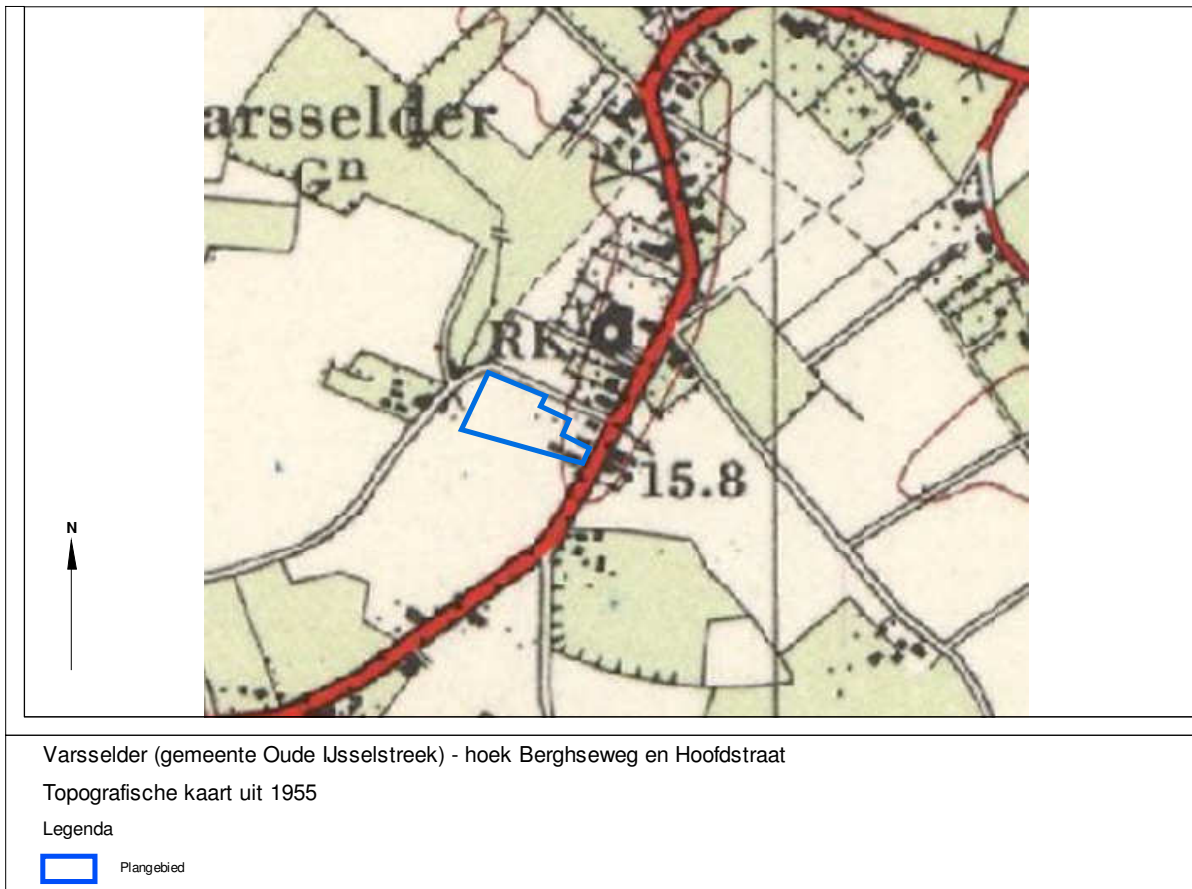 arsselder
Gn
RK
15.8
N
Varsselder (gemeente Oude IJsselstreek) - hoek Berghseweg en Hoofdstraat
Topografische kaart uit 1955
Legenda
Plangebied